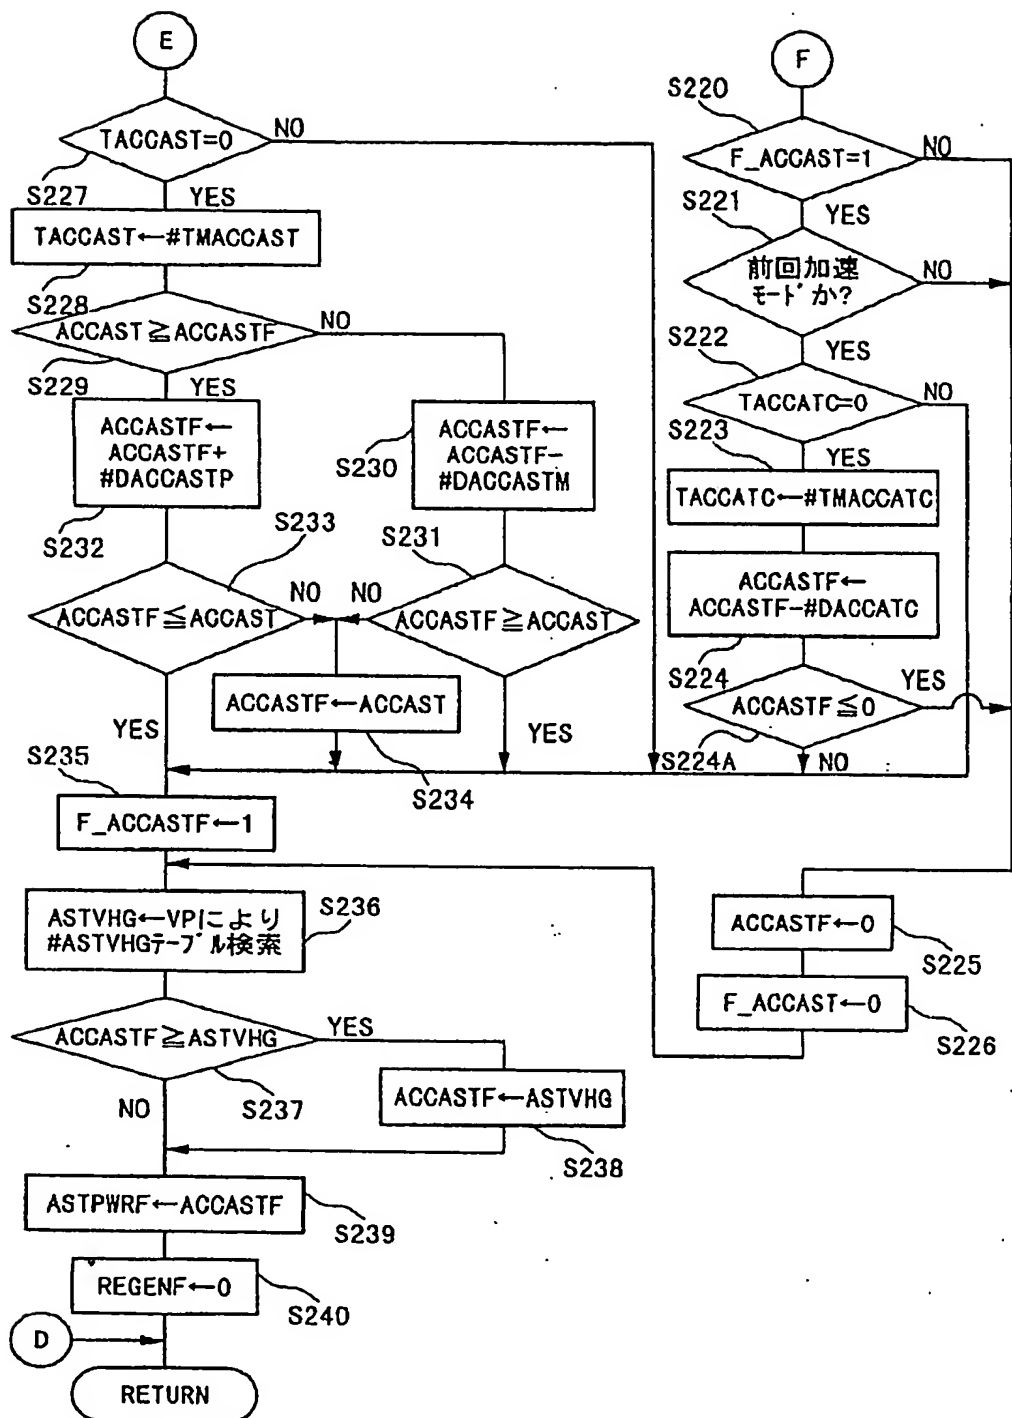 E
TACCAST=0
NO
S227
YES
TACCAST←#TMACCAST
S228
ACCAST≧ACCASTF
NO
S229
YES
ACCASTF←
ACCASTF+
#DACCASTP
S232
S230
ACCASTF←
ACCASTF−
#DACCASTM
S233
S231
ACCASTF≦ACCAST
NO
NO
ACCASTF≧ACCAST
YES
ACCASTF←ACCAST
YES
S234
S235
F_ACCASTF←1
ASTVHG←VPIにより
#ASTVHGテーブル検索
S236
ACCASTF≧ASTVHG
YES
NO
S237
ACCASTF←ASTVHG
S238
ASTPWRF←ACCASTF
S239
REGENF←0
S240
D
RETURN
F
S220
F_ACCAST=1
NO
S221
YES
前回加速
モードか?
NO
S222
YES
TACCATC=0
NO
S223
YES
TACCATC←#TMACCATC
ACCASTF←
ACCASTF−#DACCATC
S224
YES
ACCASTF≦0
S224A
NO
ACCASTF←0
S225
F_ACCAST←0
S226